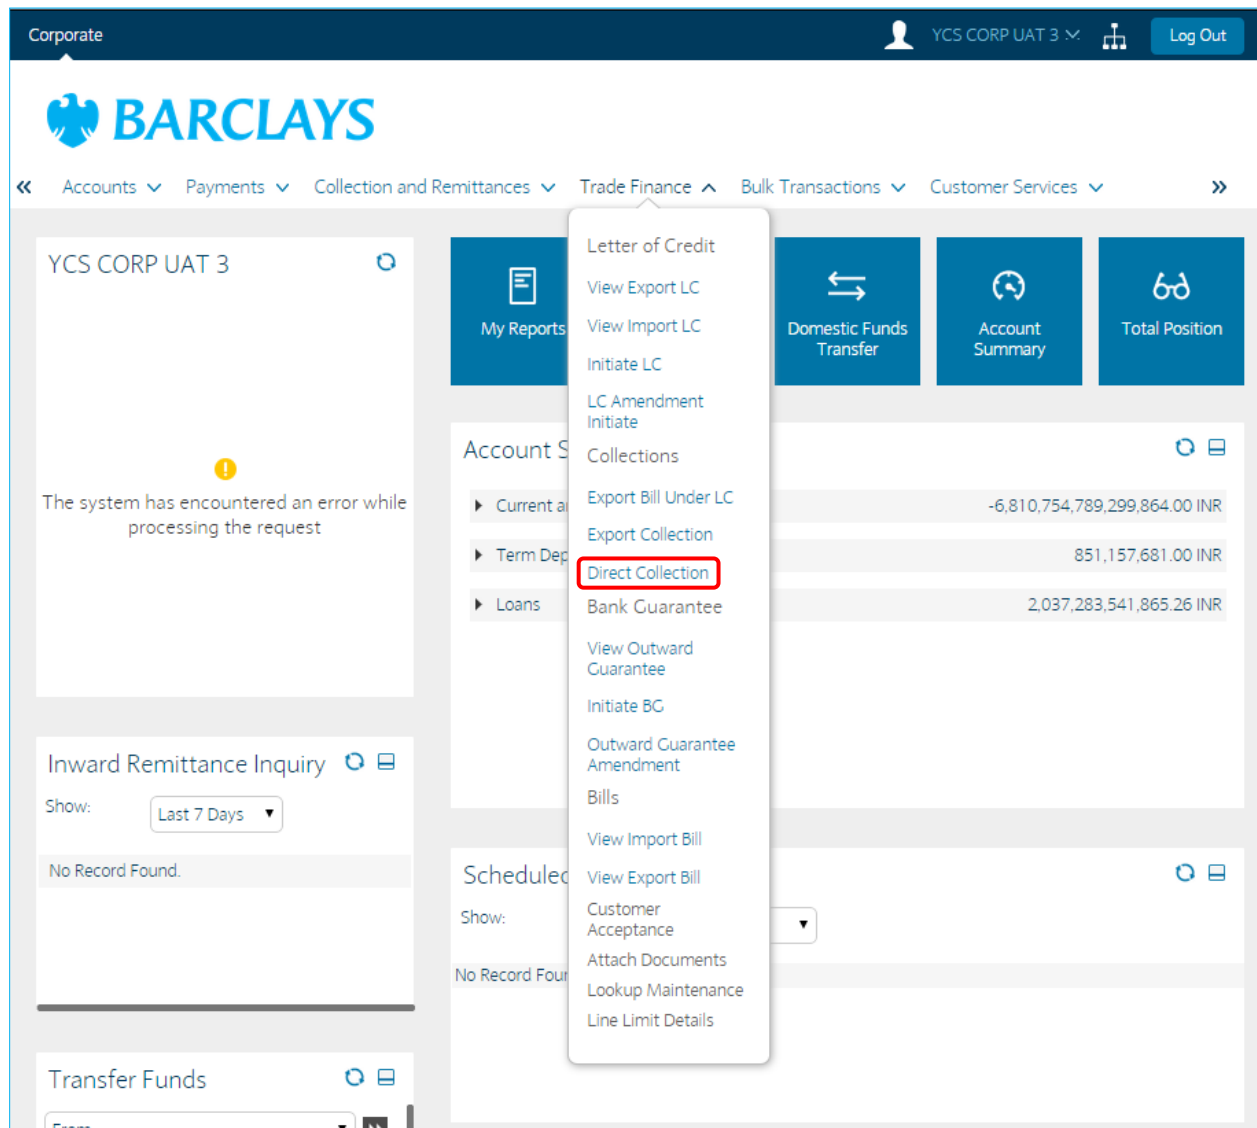 Corporate
YCS CORP UAT 3
Log Out
BARCLAYS
Accounts
Payments
Collection and Remittances
Trade Finance
Bulk Transactions
Customer Services
YCS CORP UAT 3
The system has encountered an error while
processing the request
My Reports
Domestic Funds
Transfer
Account
Summary
Total Position
Letter of Credit
View Export LC
View Import LC
Initiate LC
LC Amendment
Initiate
Collections
Export Bill Under LC
Export Collection
Direct Collection
Bank Guarantee
View Outward
Guarantee
Initiate BG
Outward Guarantee
Amendment
Bills
View Import Bill
View Export Bill
Customer
Acceptance
Attach Documents
Lookup Maintenance
Line Limit Details
Account S
Current a
-6,810,754,789,299,864.00 INR
Term Dep
851,157,681.00 INR
Loans
2,037,283,541,865.26 INR
Inward Remittance Inquiry
Show:
Last 7 Days
No Record Found.
Scheduled
Show:
No Record Four
Transfer Funds
From